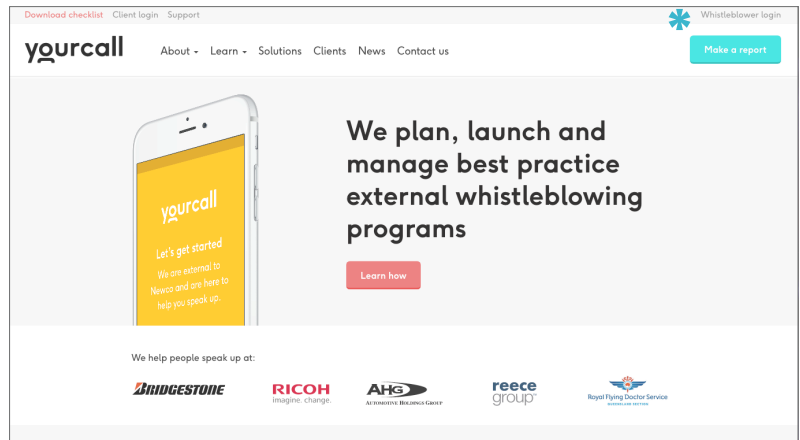 Download checklist Client login Support Whistleblower login
yourcall About Learn Solutions Clients News Contact us Make a report
We plan, launch and
manage best practice
external whistleblowing
programs
Learn how
yourcall
Let's get started
We are external to
Newco and are here to
help you speak up.
We help people speak up at:
BRIDGESTONE RICOH AHG reece Royal Flying Doctor Service
imagine. change. AUTOMOTIVE HOLDINGS GROUP group